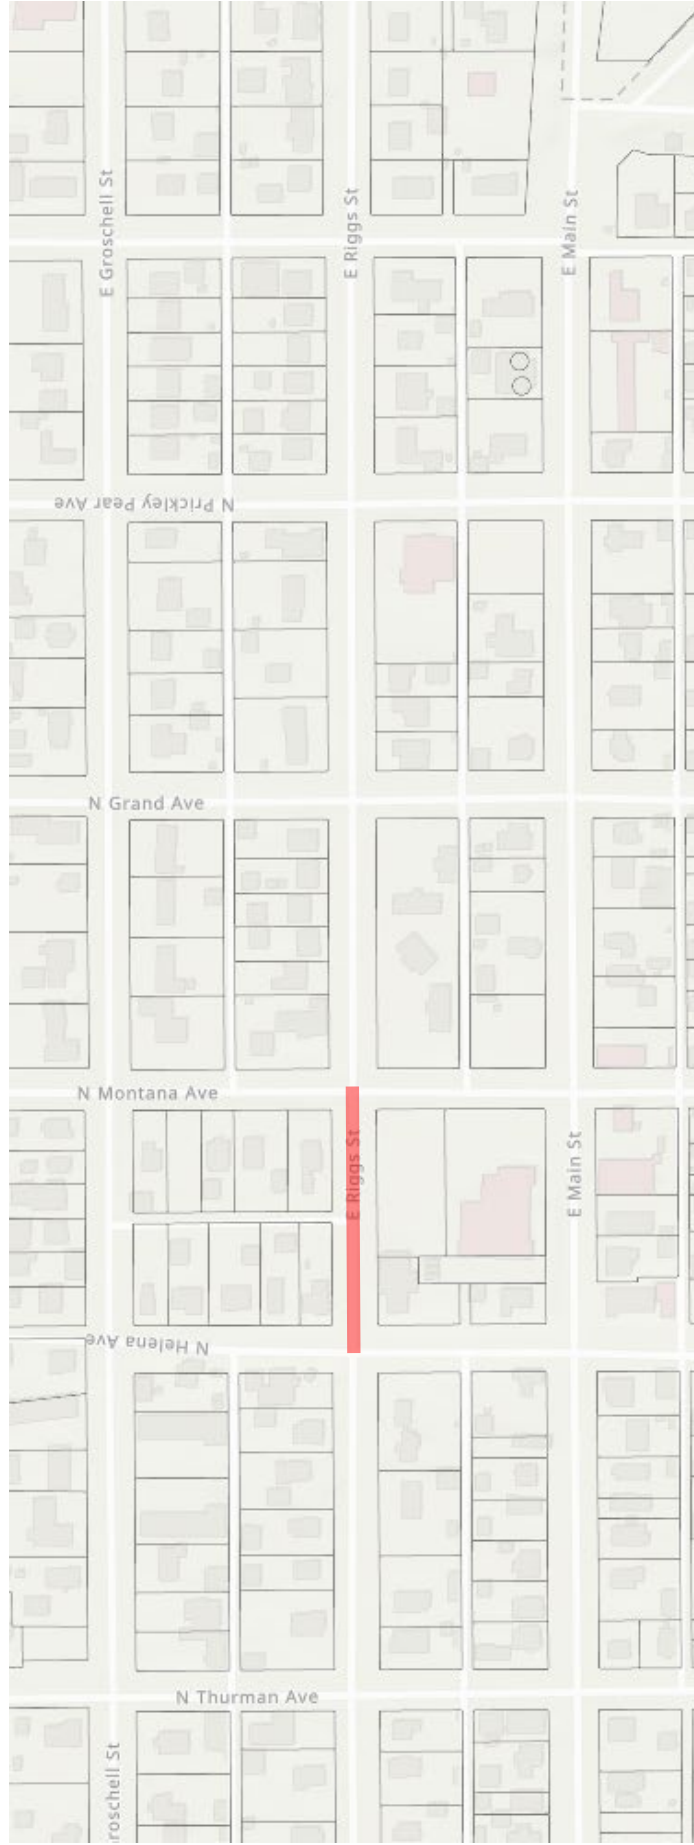 E Groschell St
E Riggs St
E Main St
N Prickley Pear Ave
N Grand Ave
N Montana Ave
E Riggs St
E Main St
N Helena Ave
N Thurman Ave
roschell St